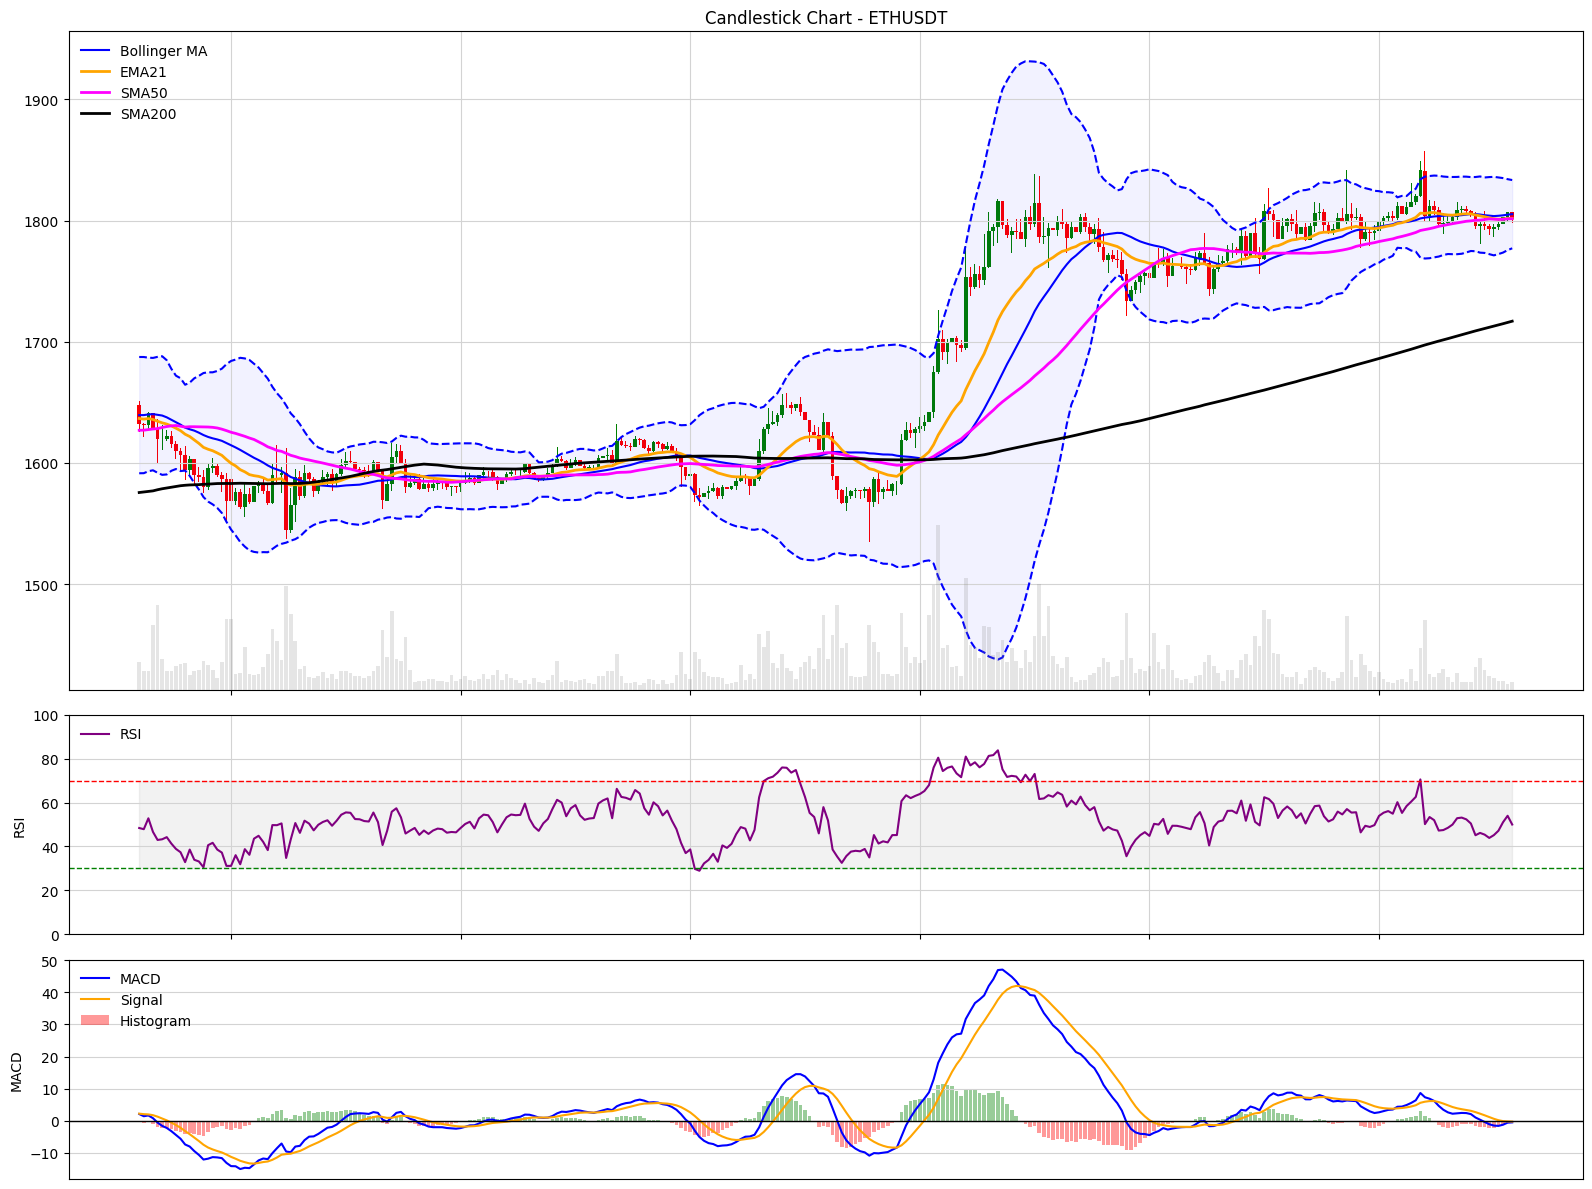 Candlestick Chart - ETHUSDT
Bollinger MA
EMA21
SMA50
SMA200
1900
1800
1700
1600
1500
RSI
100
80
60
40
20
0
RSI
MACD
Signal
Histogram
50
40
30
20
10
0
−10
MACD